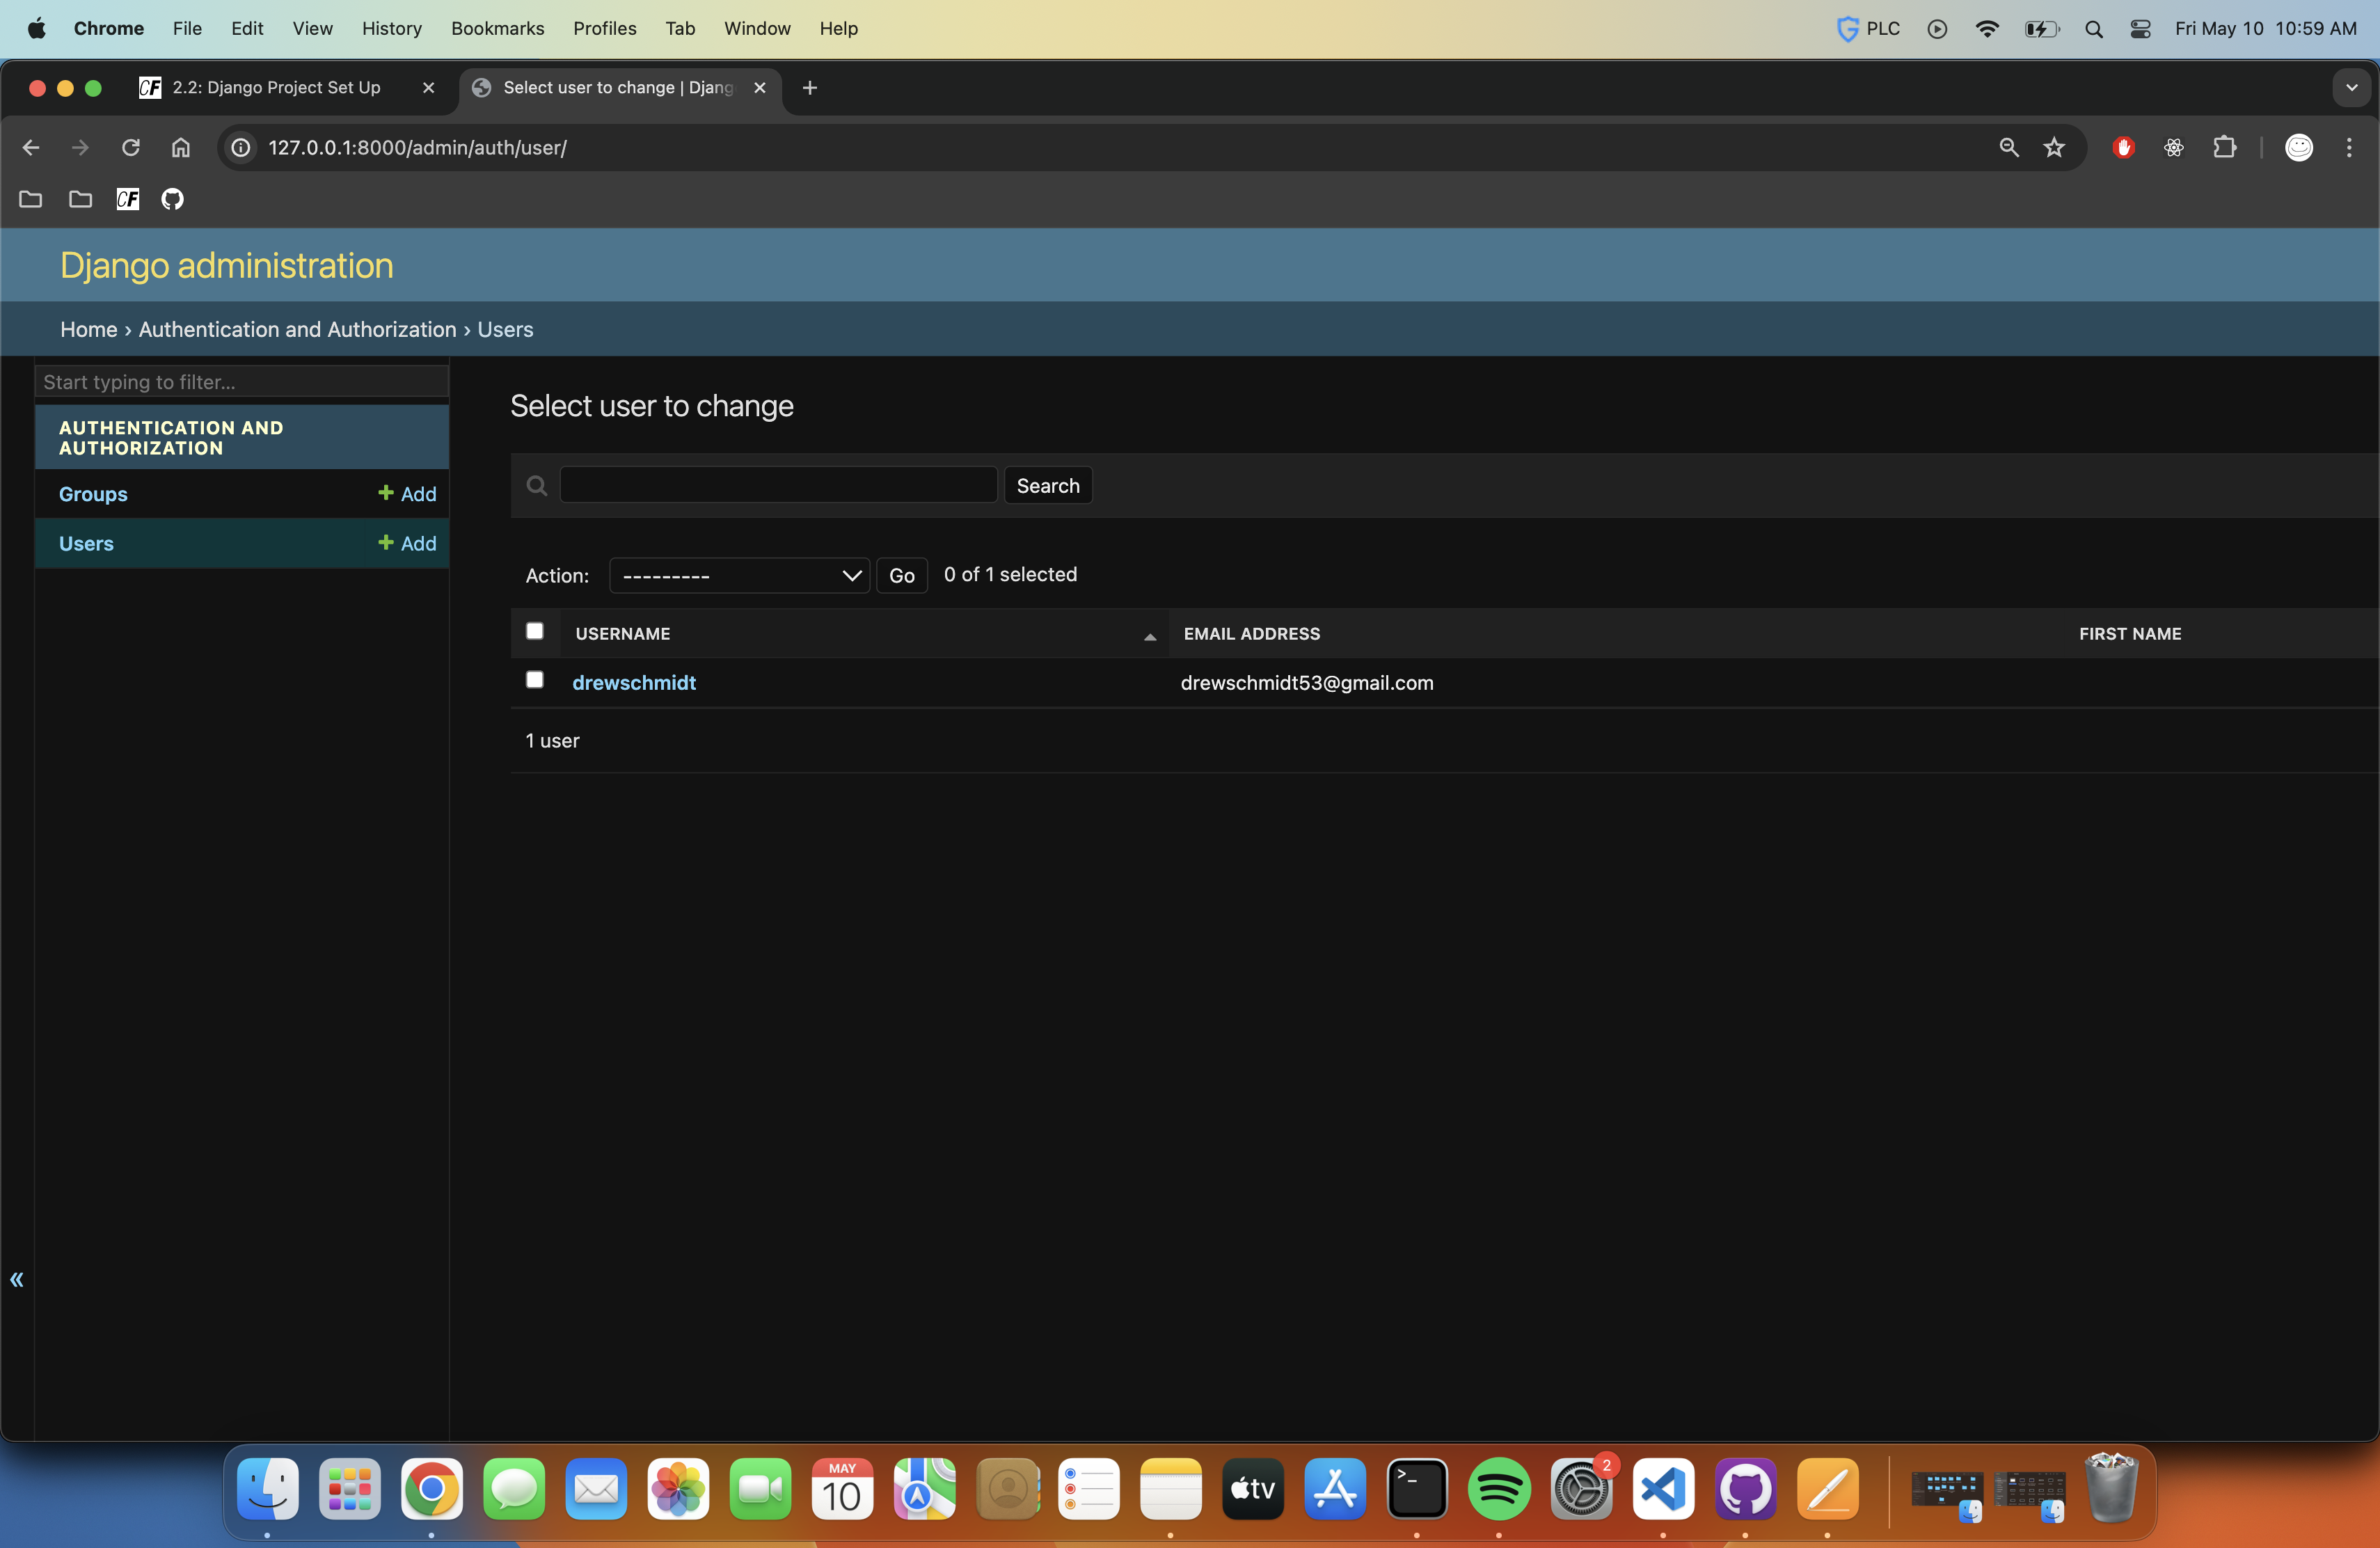 Chrome File Edit View History Bookmarks Profiles Tab Window Help PLC Fri May 10 10:59 AM
CF 2.2: Django Project Set Up Select user to change | Djang
127.0.0.1:8000/admin/auth/user/
CF
Django administration
Home › Authentication and Authorization › Users
Start typing to filter...
AUTHENTICATION AND
AUTHORIZATION
Groups + Add
Users + Add
Select user to change
Search
Action: --------- Go 0 of 1 selected
USERNAME EMAIL ADDRESS FIRST NAME
drewschmidt drewschmidt53@gmail.com
1 user
«
MAY
10
tv
>_
2